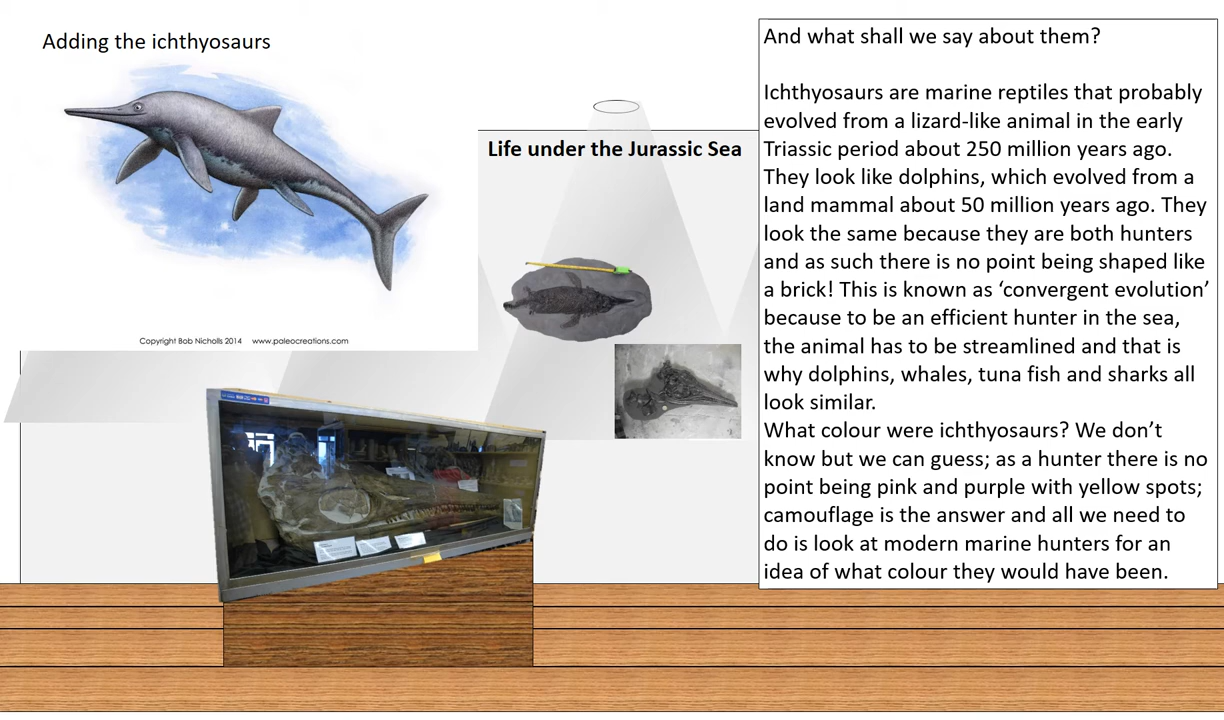 Adding the ichthyosaurs
Copyright Bob Nicholls 2014 www.paleocreations.com
Life under the Jurassic Sea
And what shall we say about them?
Ichthyosaurs are marine reptiles that probably
evolved from a lizard-like animal in the early
Triassic period about 250 million years ago.
They look like dolphins, which evolved from a
land mammal about 50 million years ago. They
look the same because they are both hunters
and as such there is no point being shaped like
a brick! This is known as ‘convergent evolution’
because to be an efficient hunter in the sea,
the animal has to be streamlined and that is
why dolphins, whales, tuna fish and sharks all
look similar.
What colour were ichthyosaurs? We don’t
know but we can guess; as a hunter there is no
point being pink and purple with yellow spots;
camouflage is the answer and all we need to
do is look at modern marine hunters for an
idea of what colour they would have been.